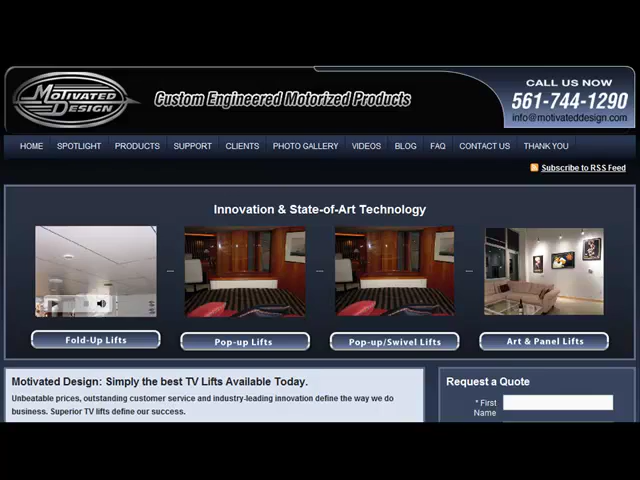 MOTIVATED
DESIGN
Custom Engineered Motorized Products
CALL US NOW
561-744-1290
info@motivateddesign.com
HOME SPOTLIGHT PRODUCTS SUPPORT CLIENTS PHOTO GALLERY VIDEOS BLOG FAQ CONTACT US THANK YOU
Subscribe to RSS Feed
Innovation & State-of-Art Technology
Fold-Up Lifts Pop-up Lifts Pop-up/Swivel Lifts Art & Panel Lifts
Motivated Design: Simply the best TV Lifts Available Today.
Unbeatable prices, outstanding customer service and industry-leading innovation define the way we do
business. Superior TV lifts define our success.
Request a Quote
* First
Name